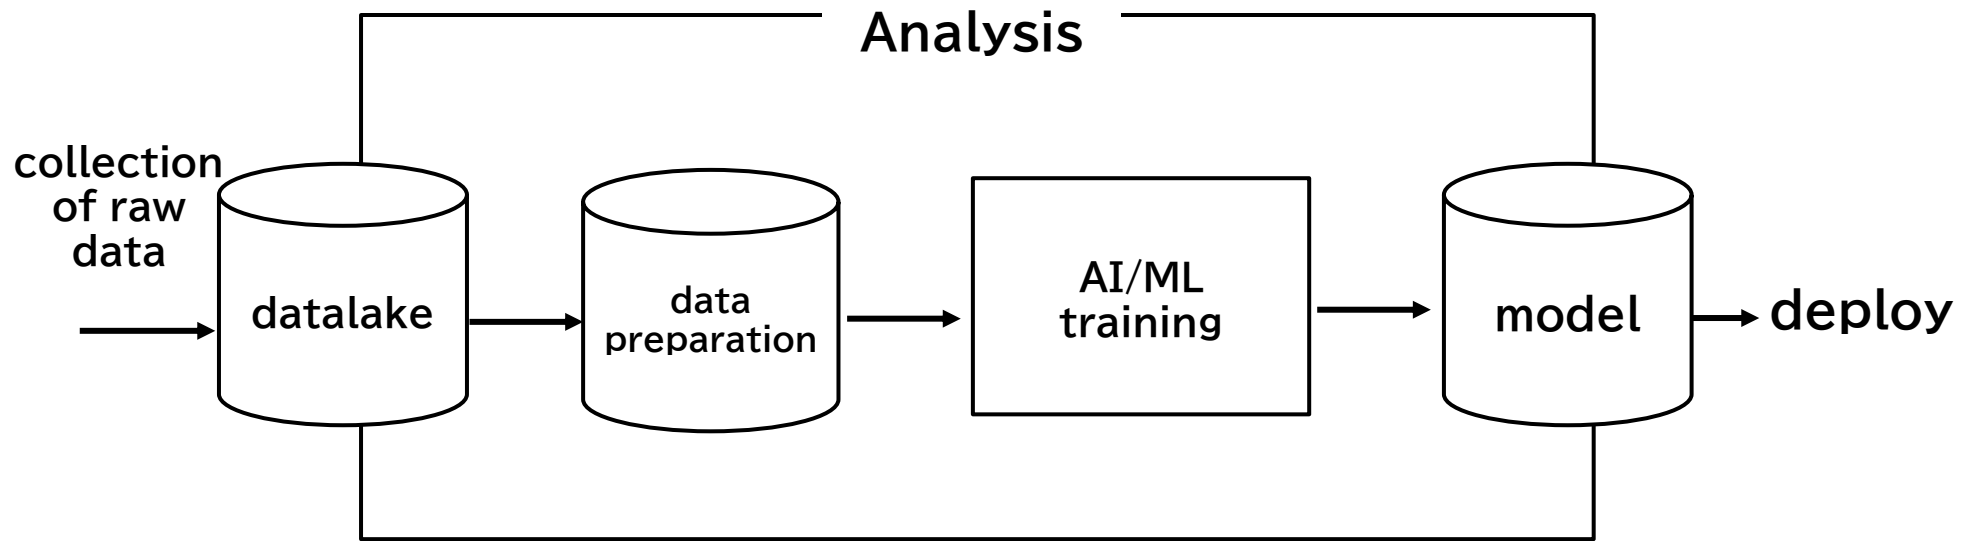 Analysis
collection
of raw
data
datalake
data
preparation
AI/ML
training
model
deploy